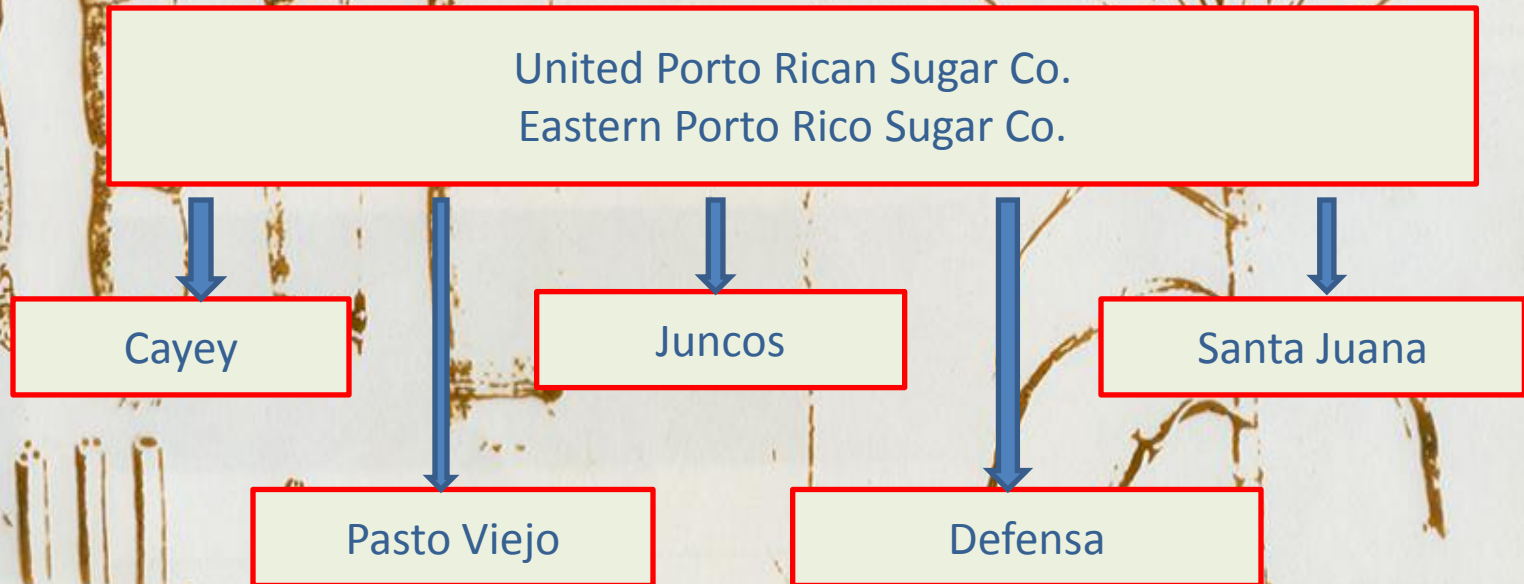 United Porto Rican Sugar Co.
Eastern Porto Rico Sugar Co.
Cayey
Juncos
Santa Juana
Pasto Viejo
Defensa